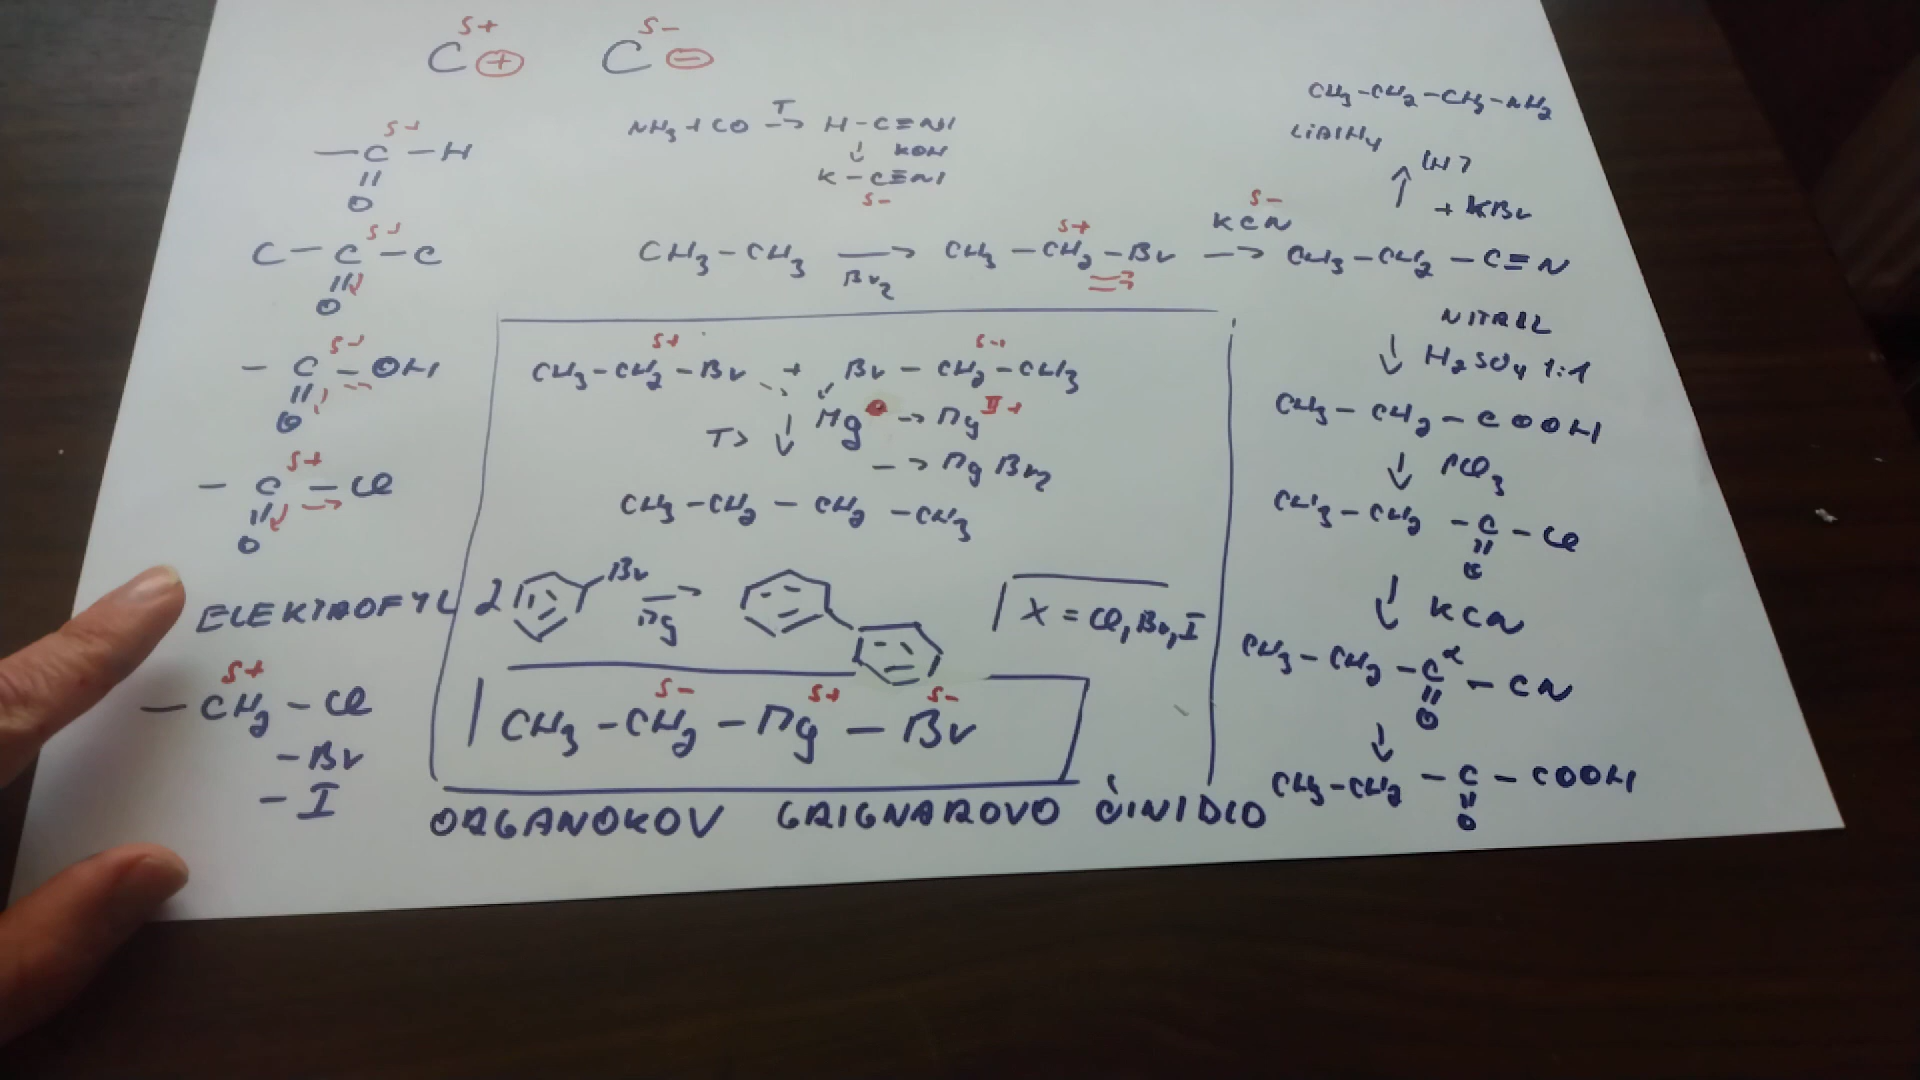 δ+ δ-
C⊕ C⊖
CH3-CH2-CH2-NH2
NH3+CO T→ H-C≡N
LiAlH4
δ+
-C-H
↓ KOH
↑ (H)
=
O
K-C≡N
δ-
+ KBr
δ+
C-C-C
=
O
δ+ δ-
CH3-CH3 → CH3-CH2-Br KCN → CH3-CH2-C≡N
Br2
NITRIL
↓ H2SO4 1:1
δ+
-C-OH
=
O
δ+ δ+
CH3-CH2-Br + Br-CH2-CH3
T> ↓ Mg → Mg II+
→ MgBr2
CH3-CH2-COOH
↓ PCl3
δ+
-C-Cl
=
O
CH3-CH2-CH2-CH3
CH3-CH2-C-Cl
=
O
ELEKTROFYL
2 Br → 
Mg
X=Cl, Br, I
↓ KCN
CH3-CH2-C α-CN
=
O
δ+
-CH2-Cl
-Br
-I
δ- δ+ δ-
CH3-CH2-Mg-Br
↓
CH3-CH2-C-COOH
=
O
ORGANOKOV GRIGNAROVO ČINIDLO